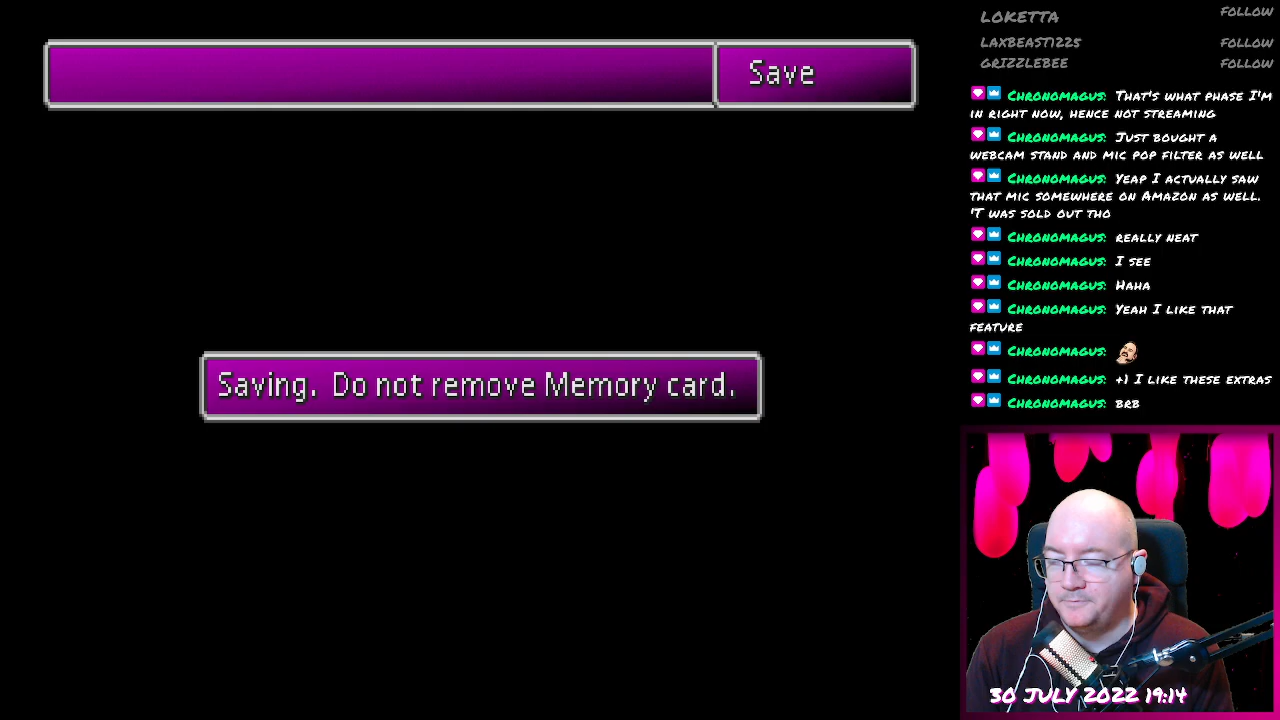 Save
Saving. Do not remove Memory card.
LOKETTA FOLLOW
LAXBEAST1225 FOLLOW
GRIZZLEBEE FOLLOW
CHRONOMAGUS: THAT'S WHAT PHASE I'M
IN RIGHT NOW, HENCE NOT STREAMING
CHRONOMAGUS: JUST BOUGHT A
WEBCAM STAND AND MIC POP FILTER AS WELL
CHRONOMAGUS: YEAP I ACTUALLY SAW
THAT MIC SOMEWHERE ON AMAZON AS WELL.
'T WAS SOLD OUT THO
CHRONOMAGUS: REALLY NEAT
CHRONOMAGUS: I SEE
CHRONOMAGUS: HAHA
CHRONOMAGUS: YEAH I LIKE THAT
FEATURE
CHRONOMAGUS:
CHRONOMAGUS: +1 I LIKE THESE EXTRAS
CHRONOMAGUS: BRB
30 JULY 2022 19:14